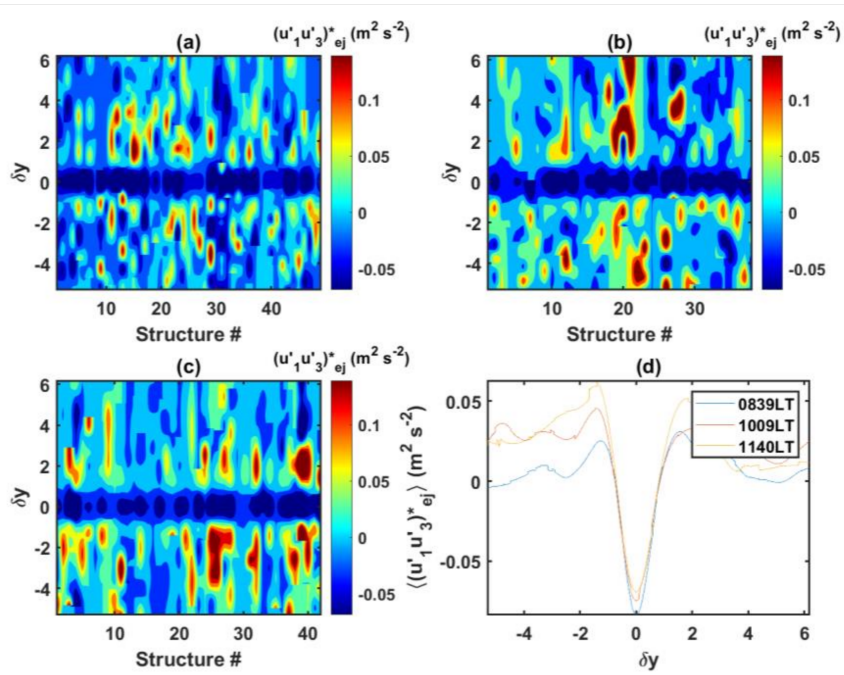 (a)
(u'1u'3)*ej (m2 s-2)
6
4
2
0
-2
-4
δy
10
20
30
40
Structure #
0.1
0.05
0
-0.05
(b)
(u'1u'3)*ej (m2 s-2)
6
4
2
0
-2
-4
δy
10
20
30
Structure #
0.1
0.05
0
-0.05
(c)
(u'1u'3)*ej (m2 s-2)
6
4
2
0
-2
-4
δy
10
20
30
40
Structure #
0.1
0.05
0
-0.05
(d)
⟨(u'1u'3)*ej⟩ (m2 s-2)
0.05
0
-0.05
0839LT
1009LT
1140LT
-4
-2
0
2
4
6
δy